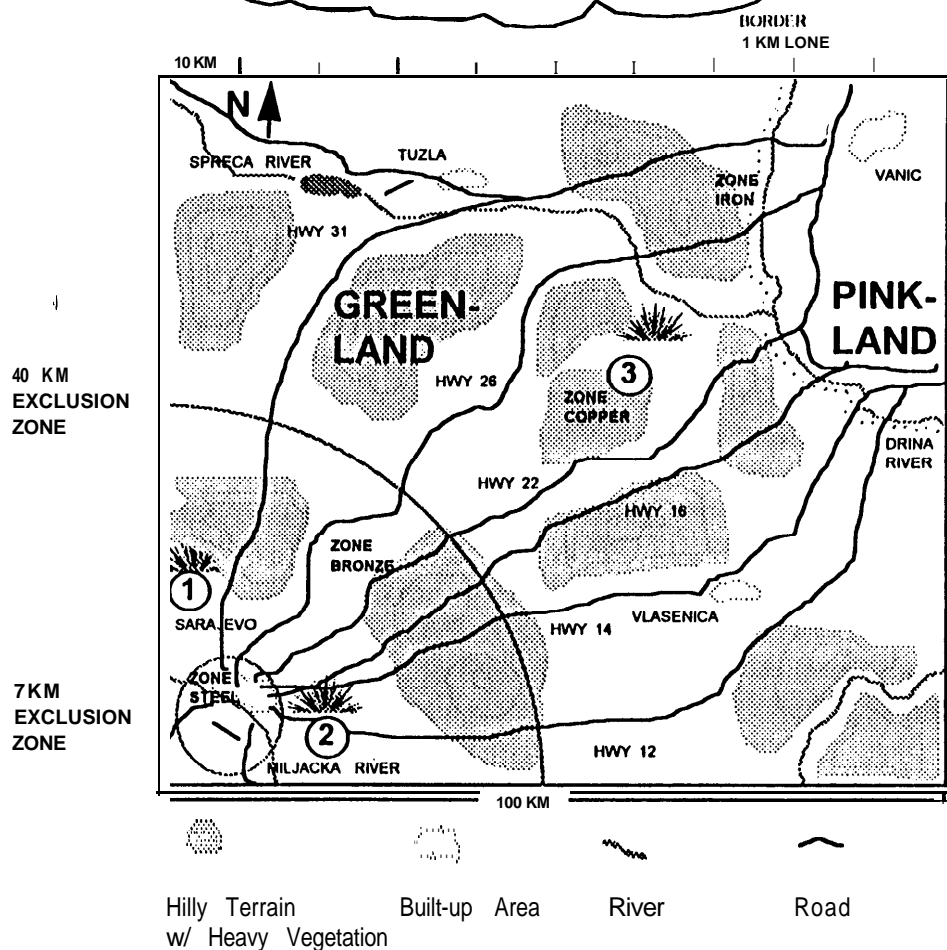 BORDER
1 KM LONE
10 KM
N
SPRECA RIVER
TUZLA
ZONE
IRON
VANIC
HWY 31
GREEN-
LAND
PINK-
LAND
HWY 26
3
ZONE
COPPER
40 KM
EXCLUSION
ZONE
DRINA
RIVER
HWY 22
HWY 16
ZONE
BRONZE
1
SARAJEVO
VLASENICA
HWY 14
ZONE
STEEL
7 KM
EXCLUSION
ZONE
2
HWY 12
MILJACKA RIVER
100 KM
Hilly Terrain
w/ Heavy Vegetation
Built-up Area
River
Road